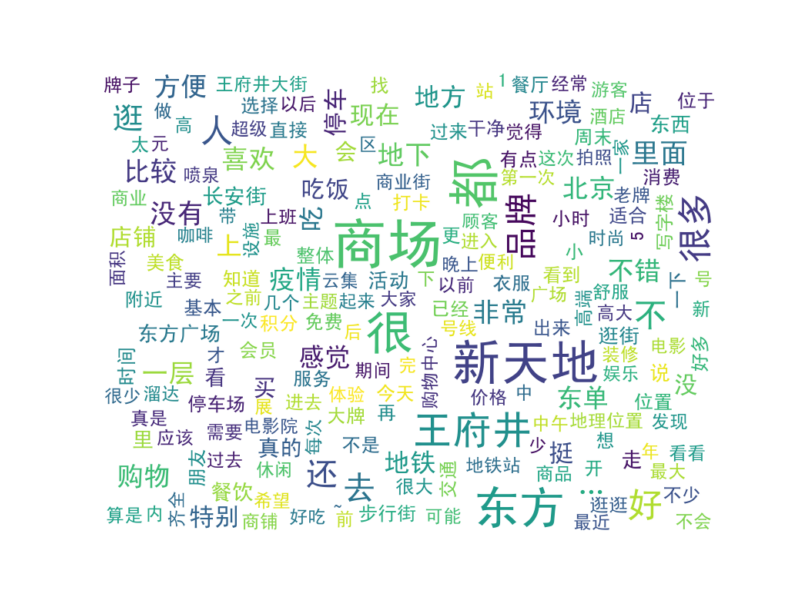 牌子 方便 王府井大街 找 站 1 餐厅 经常 游客 位于
做 选择 以后 停车 现在 地方 环境 酒店 店 东西
逛 高 人 超级 直接 过来 干净 觉得 周末
太 元 喜欢 大 会 区 地下 都 有点 这次 拍照 一家 里面
比较 喷泉 吃饭 商业街 第一次 北京 消费
商业 长安街 点 打卡 老牌
没有 带 上班 吃 商场 顾客 品牌 小时 适合 写字楼 很多
店铺 咖啡 上 设施 最 更 进入 时尚 5
面积 美食 整体 晚上 便利 小 不错 一下
主要 知道 疫情 云集 活动 下 以前 衣服 看到 高端 舒服 号
附近 基本 之前 几个 主题 起来 大家 已经 广场 高大 不 新
东方广场 一次 积分 免费 后 很 号线 非常 出来 逛街
时间 才 会员 感觉 期间 完 购物中心 新天地 装修 电影 好多
一层 看 买 服务 体验 今天 价格 中 娱乐 说 没
很少 溜达 停车场 展 进去 大牌 再 东单 位置
真是 电影院 每次 王府井 中午 地理位置 发现
里 应该 需要 真的 不是 少 挺 想 年
购物 朋友 过去 休闲 还 去 地铁 地铁站 商品 开 走 看看 最大
餐饮 希望 很大 交通 东方 ... 好 不少
算是 内 齐全 特别 商铺 好吃 ~ 前 步行街 可能 逛逛 最近 不会